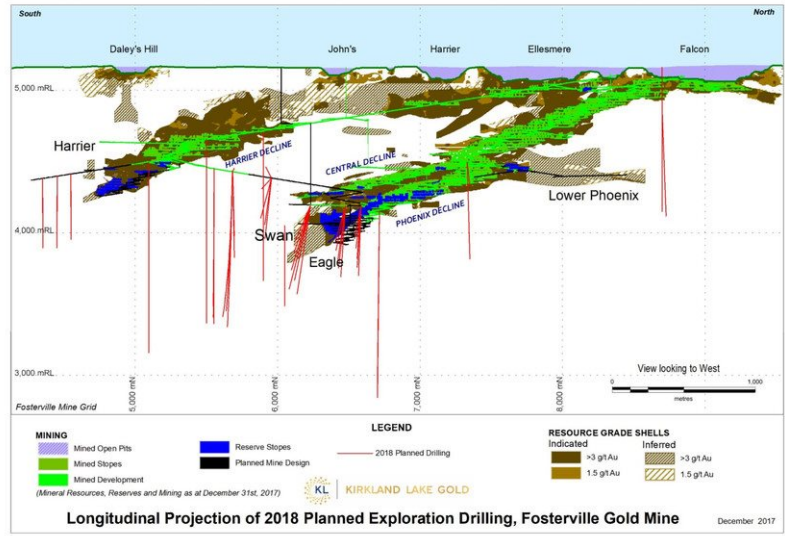 South
North
Daley's Hill
John's
Harrier
Ellesmere
Falcon
5,000 mRL
Harrier
HARRIER DECLINE
CENTRAL DECLINE
Lower Phoenix
PHOENIX DECLINE
4,000 mRL
Swan
Eagle
3,000 mRL
5,000 mN
6,000 mN
7,000 mN
8,000 mN
View looking to West
0
1,000
metres
Fosterville Mine Grid
LEGEND
MINING
Mined Open Pits
Mined Stopes
Mined Development
Reserve Stopes
Planned Mine Design
2018 Planned Drilling
RESOURCE GRADE SHELLS
Indicated
Inferred
>3 g/t Au
>3 g/t Au
1.5 g/t Au
1.5 g/t Au
(Mineral Resources, Reserves and Mining as at December 31st, 2017)
KL KIRKLAND LAKE GOLD
Longitudinal Projection of 2018 Planned Exploration Drilling, Fosterville Gold Mine
December 2017